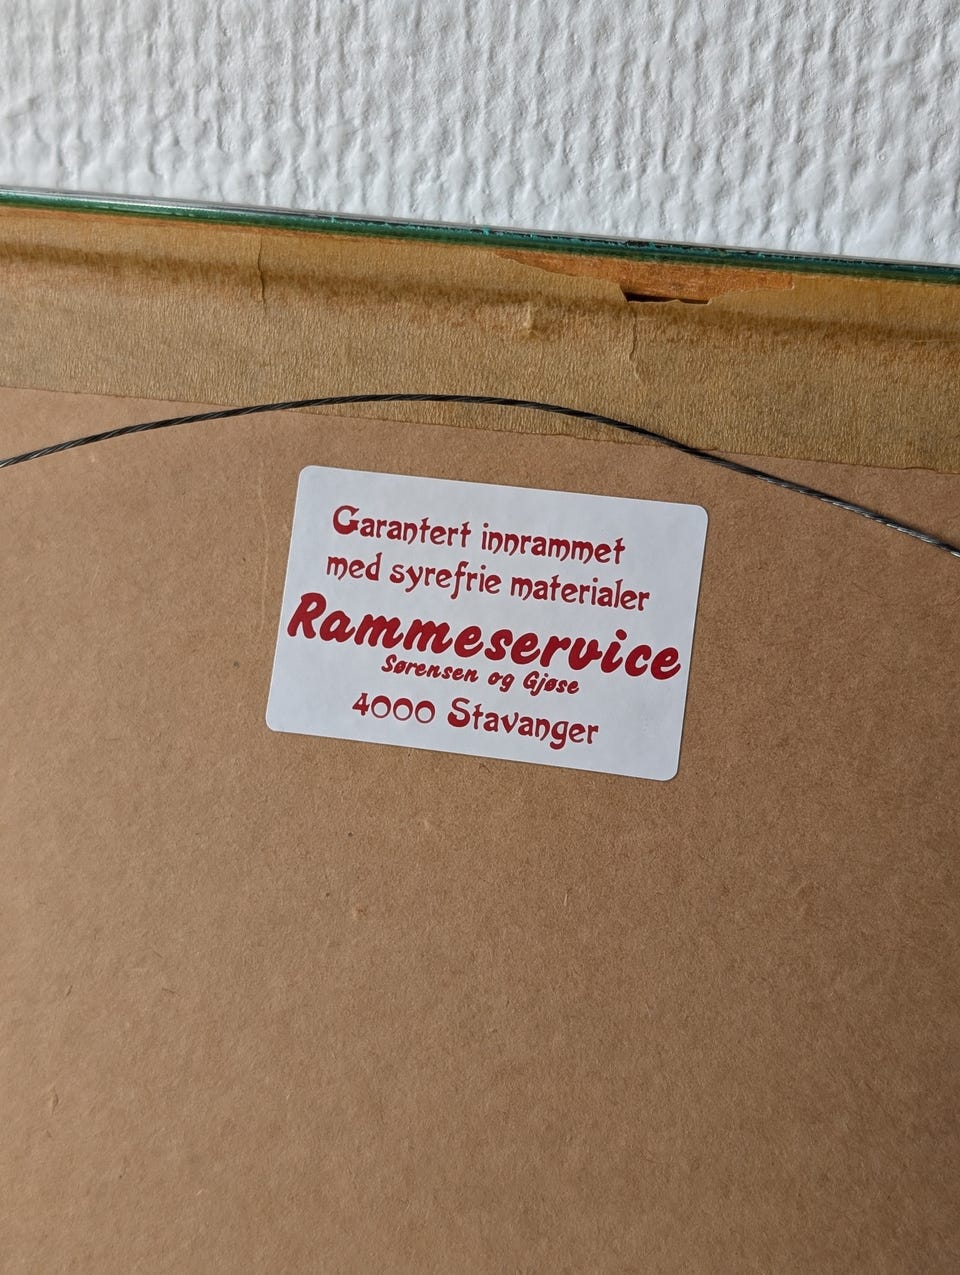 Garantert innrammet
med syrefrie materialer
Rammeservice
Sørensen og Gjøse
4000 Stavanger